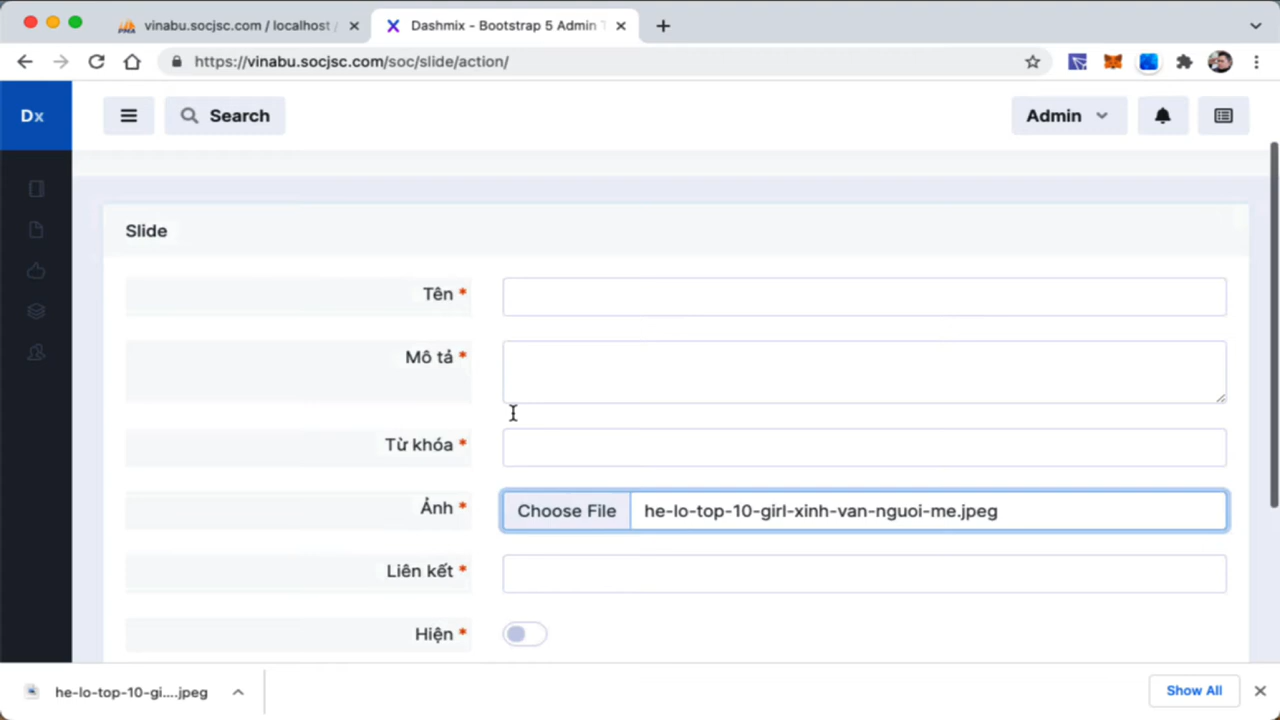 vinabu.socjsc.com / localhost /
Dashmix - Bootstrap 5 Admin T
https://vinabu.socjsc.com/soc/slide/action/
Dx
Search
Admin
Slide
Tên *
Mô tả *
Từ khóa *
Ảnh *
Choose File he-lo-top-10-girl-xinh-van-nguoi-me.jpeg
Liên kết *
Hiện *
he-lo-top-10-gi....jpeg
Show All